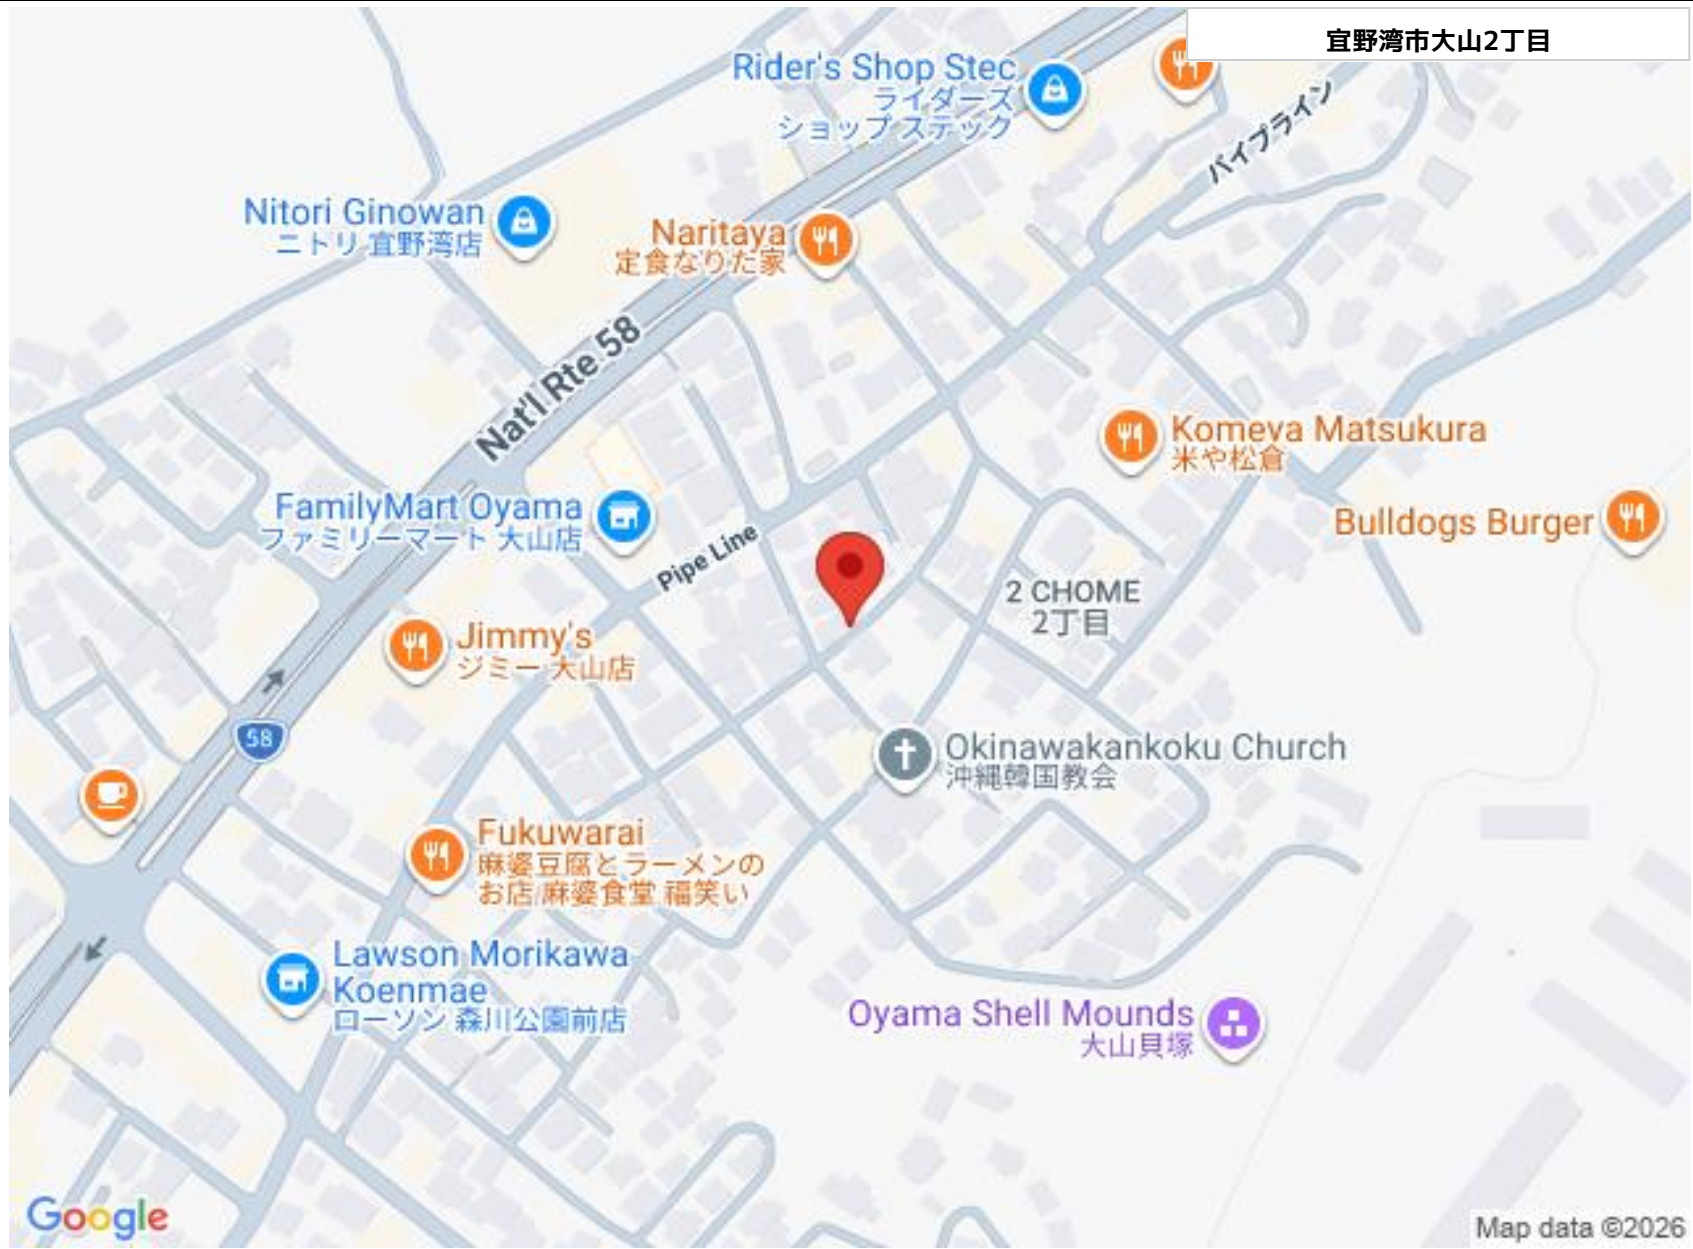 宜野湾市大山2丁目
Rider's Shop Stec
ライダーズ
ショップ ステック
パイプライン
Nitori Ginowan
ニトリ 宜野湾店
Naritaya
定食なりた家
Nat'l Rte 58
Komeya Matsukura
米や松倉
FamilyMart Oyama
ファミリーマート 大山店
Bulldogs Burger
Pipe Line
2 CHOME
2丁目
Jimmy's
ジミー 大山店
58
Okinawakankoku Church
沖縄韓国教会
Fukuwarai
麻婆豆腐とラーメンの
お店 麻婆食堂 福笑い
Lawson Morikawa
Koenmae
ローソン 森川公園前店
Oyama Shell Mounds
大山貝塚
Google
Map data ©2026